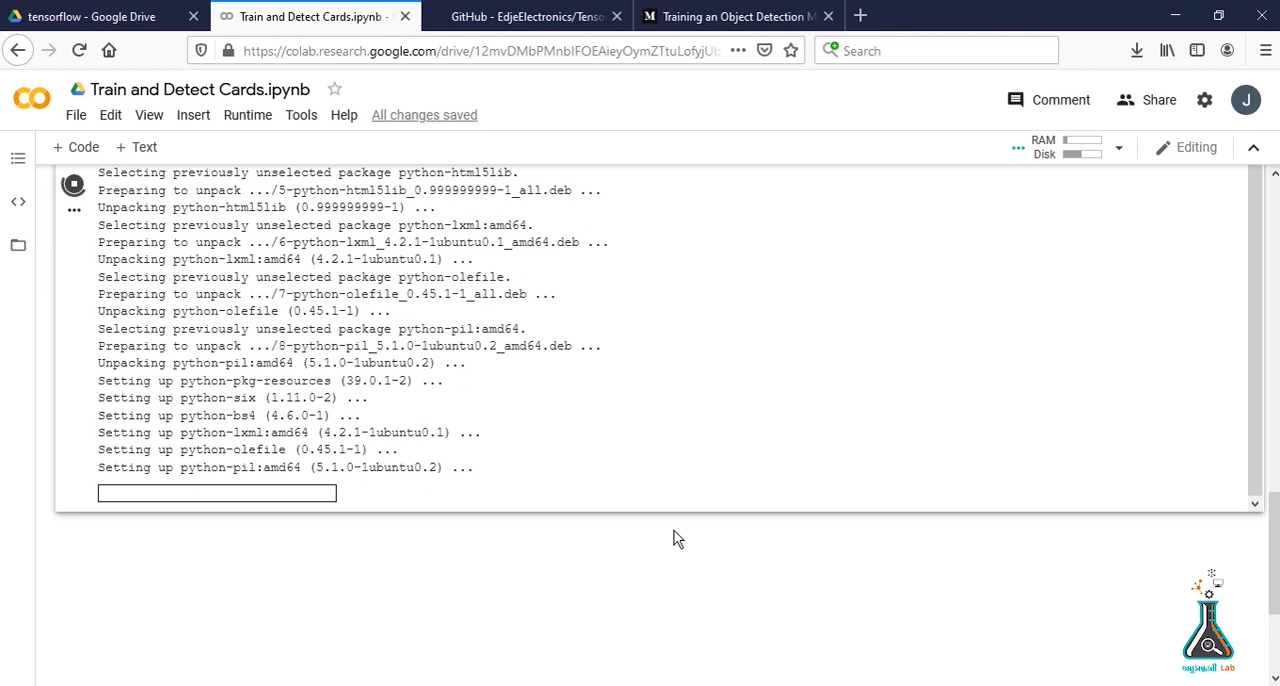 tensorflow - Google Drive
Train and Detect Cards.ipynb -
GitHub - EdjeElectronics/Tenso
M Training an Object Detection M
https://colab.research.google.com/drive/12mvDMbPMnbIFOEAieyOymZTtuLofyjUb
Search
CO Train and Detect Cards.ipynb
Comment Share J
File Edit View Insert Runtime Tools Help All changes saved
+ Code + Text
RAM
Disk
Editing
Selecting previously unselected package python-html5lib.
Preparing to unpack .../5-python-html5lib_0.999999999-1_all.deb ...
Unpacking python-html5lib (0.999999999-1) ...
Selecting previously unselected package python-lxml:amd64.
Preparing to unpack .../6-python-lxml_4.2.1-1ubuntu0.1_amd64.deb ...
Unpacking python-lxml:amd64 (4.2.1-1ubuntu0.1) ...
Selecting previously unselected package python-olefile.
Preparing to unpack .../7-python-olefile_0.45.1-1_all.deb ...
Unpacking python-olefile (0.45.1-1) ...
Selecting previously unselected package python-pil:amd64.
Preparing to unpack .../8-python-pil_5.1.0-1ubuntu0.2_amd64.deb ...
Unpacking python-pil:amd64 (5.1.0-1ubuntu0.2) ...
Setting up python-pkg-resources (39.0.1-2) ...
Setting up python-six (1.11.0-2) ...
Setting up python-bs4 (4.6.0-1) ...
Setting up python-lxml:amd64 (4.2.1-1ubuntu0.1) ...
Setting up python-olefile (0.45.1-1) ...
Setting up python-pil:amd64 (5.1.0-1ubuntu0.2) ...
Lab